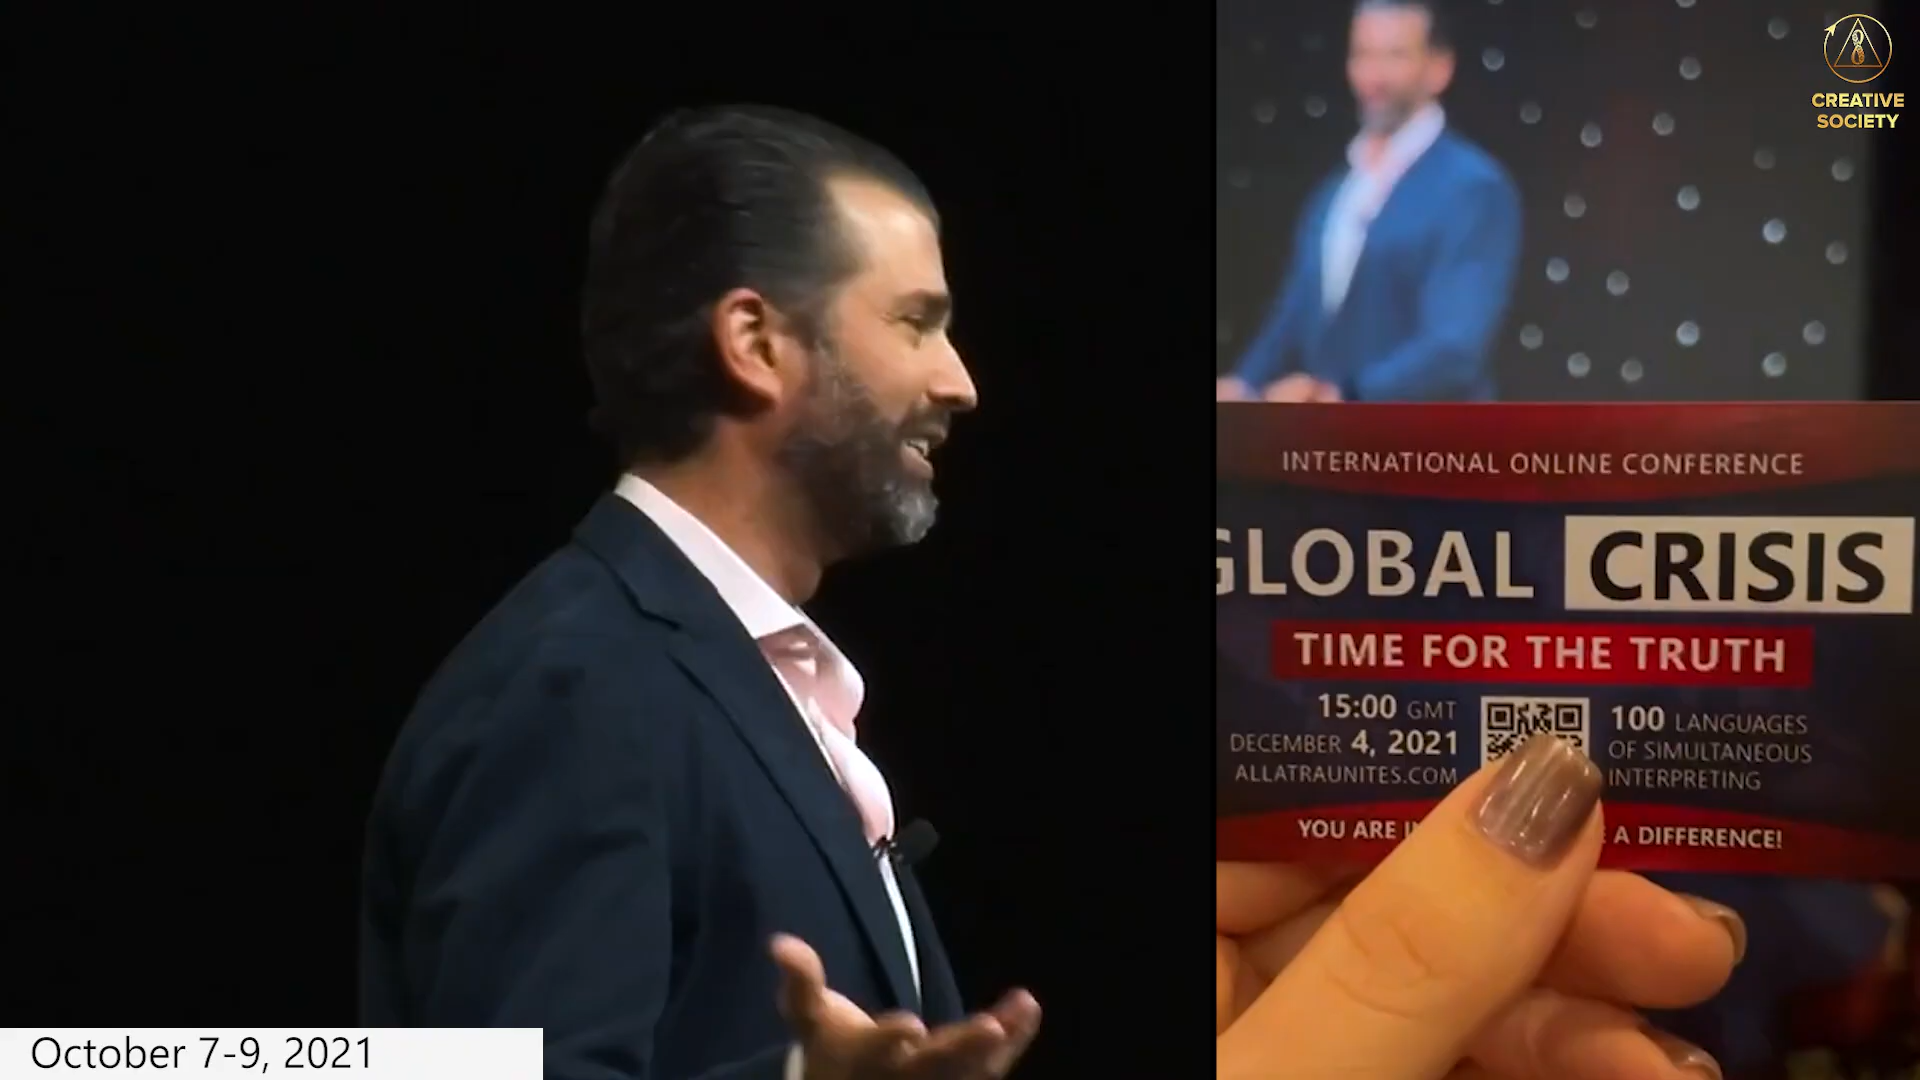 CREATIVE
SOCIETY
INTERNATIONAL ONLINE CONFERENCE
GLOBAL CRISIS
TIME FOR THE TRUTH
15:00 GMT
DECEMBER 4, 2021
ALLATRAUNITES.COM
100 LANGUAGES
OF SIMULTANEOUS
INTERPRETING
YOU ARE
A DIFFERENCE!
October 7-9, 2021